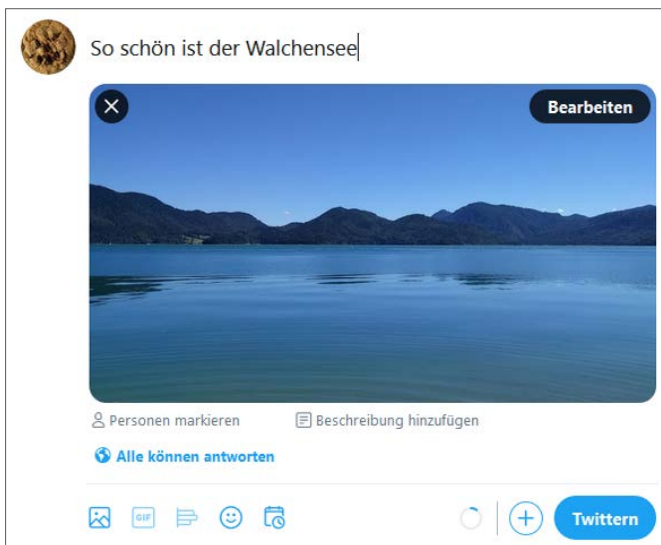 So schön ist der Walchensee
Bearbeiten
Personen markieren Beschreibung hinzufügen
Alle können antworten
GIF Twittern